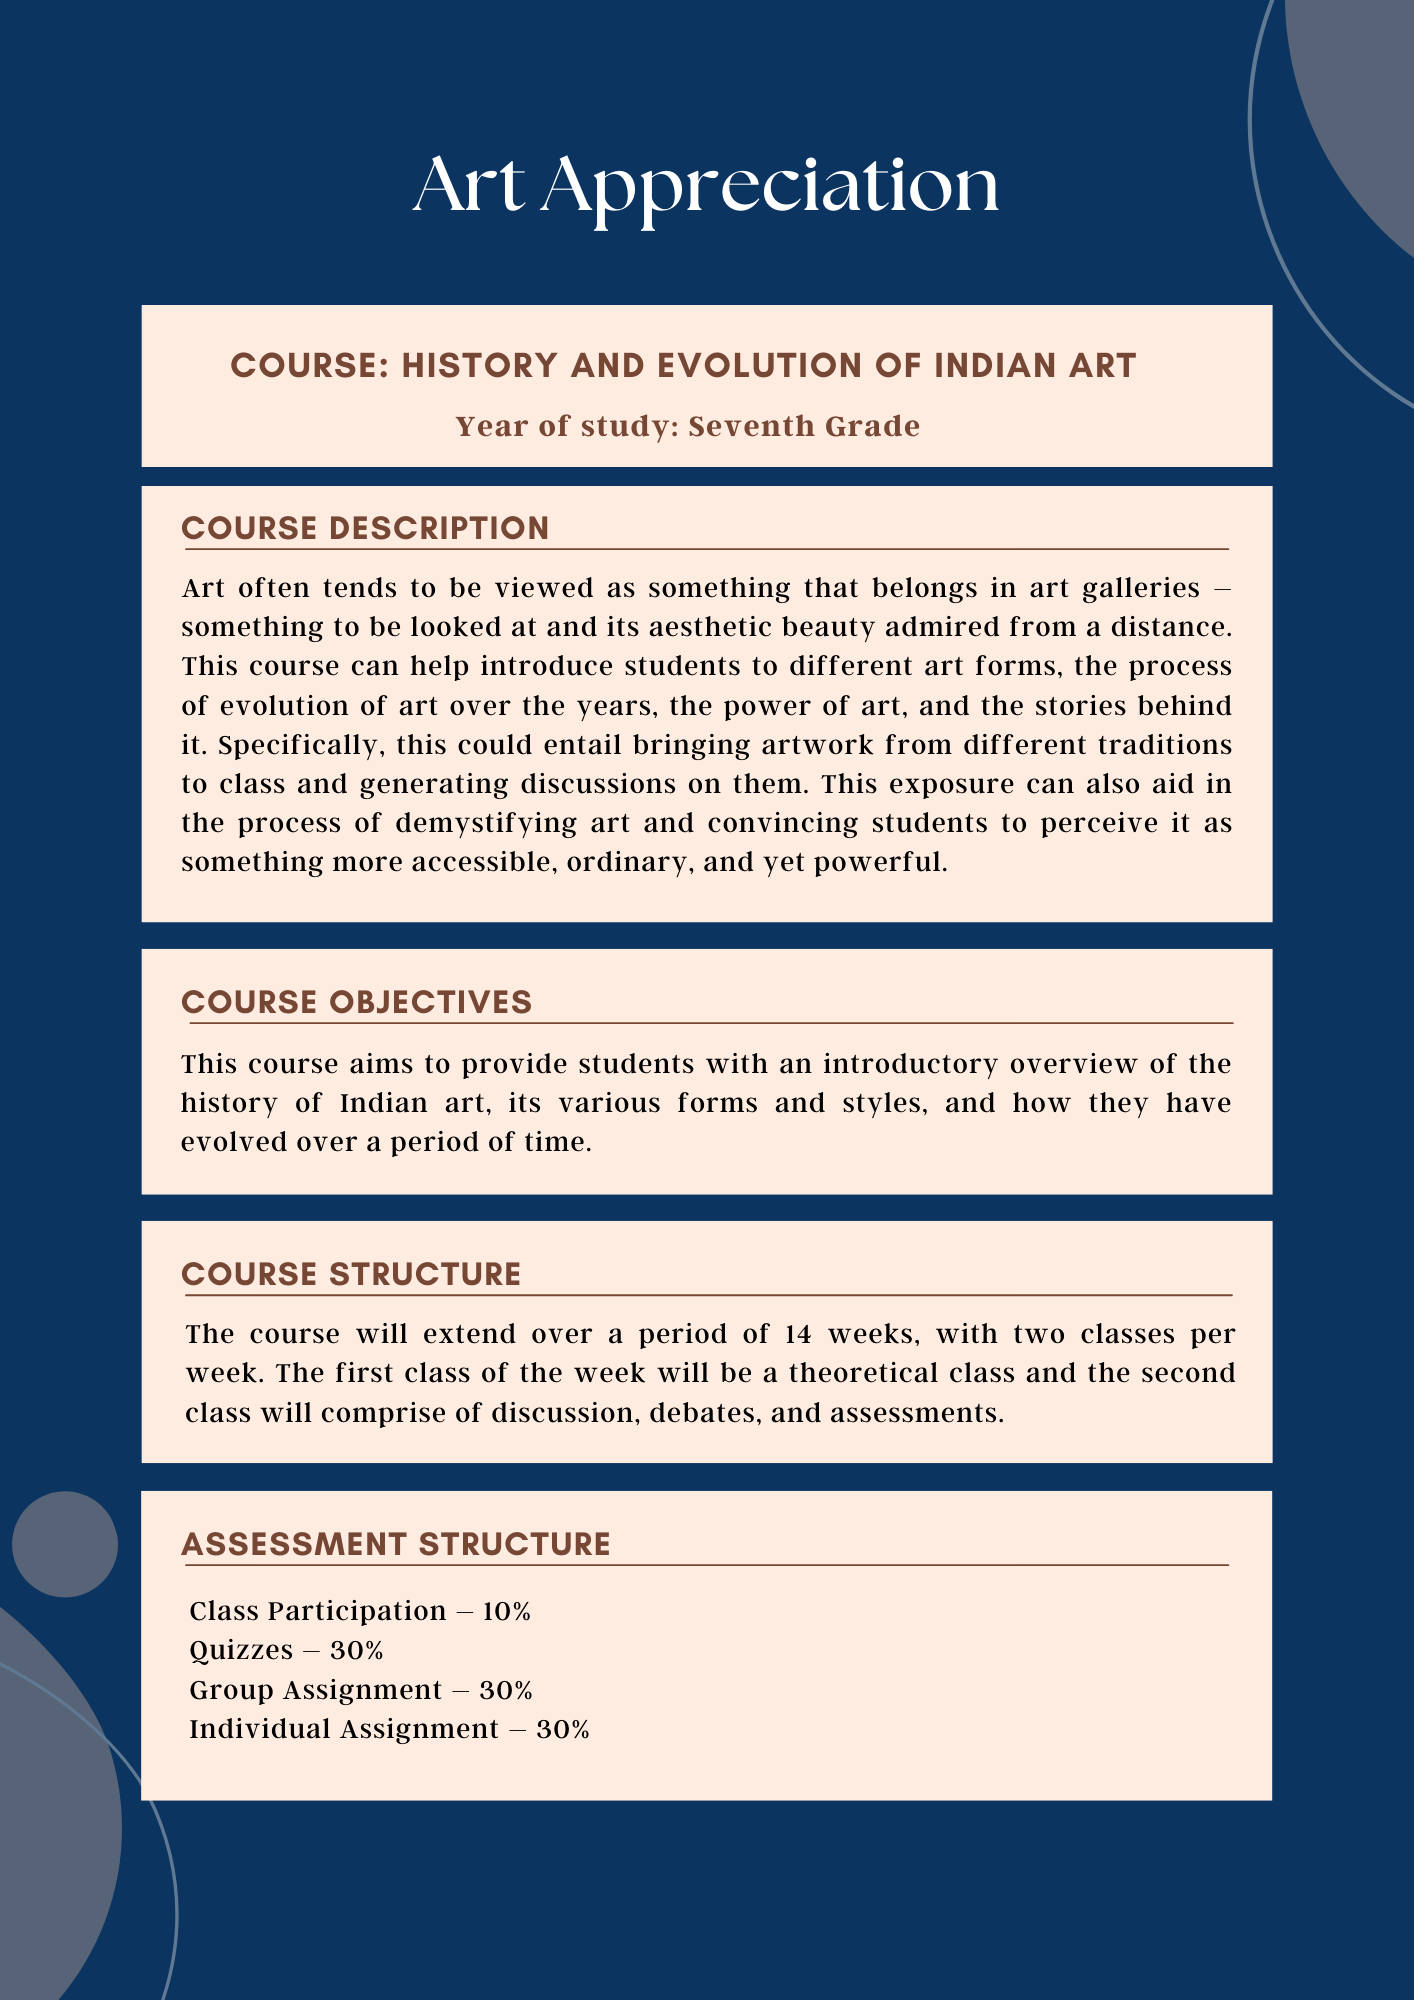 Art Appreciation
COURSE: HISTORY AND EVOLUTION OF INDIAN ART
Year of study: Seventh Grade
COURSE DESCRIPTION
Art often tends to be viewed as something that belongs in art galleries –
something to be looked at and its aesthetic beauty admired from a distance.
This course can help introduce students to different art forms, the process
of evolution of art over the years, the power of art, and the stories behind
it. Specifically, this could entail bringing artwork from different traditions
to class and generating discussions on them. This exposure can also aid in
the process of demystifying art and convincing students to perceive it as
something more accessible, ordinary, and yet powerful.
COURSE OBJECTIVES
This course aims to provide students with an introductory overview of the
history of Indian art, its various forms and styles, and how they have
evolved over a period of time.
COURSE STRUCTURE
The course will extend over a period of 14 weeks, with two classes per
week. The first class of the week will be a theoretical class and the second
class will comprise of discussion, debates, and assessments.
ASSESSMENT STRUCTURE
Class Participation – 10%
Quizzes – 30%
Group Assignment – 30%
Individual Assignment – 30%